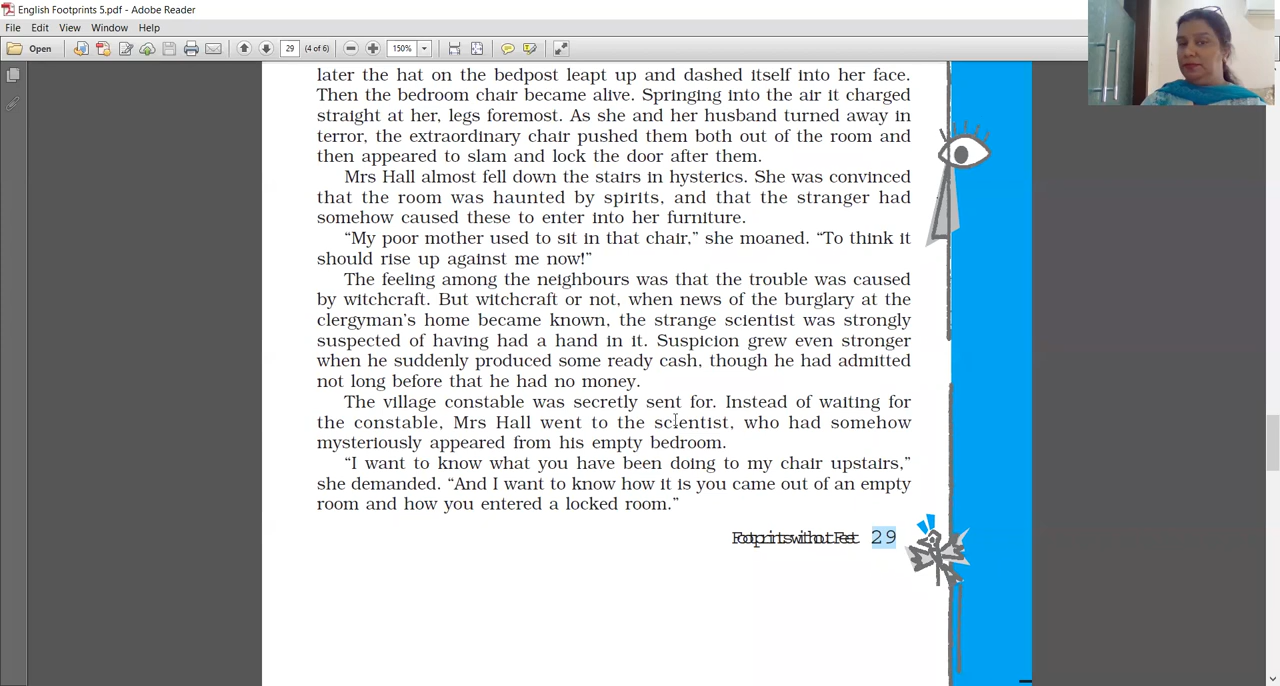 English Footprints 5.pdf - Adobe Reader
File Edit View Window Help
Open 29 (4 of 6) 150%
later the hat on the bedpost leapt up and dashed itself into her face.
Then the bedroom chair became alive. Springing into the air it charged
straight at her, legs foremost. As she and her husband turned away in
terror, the extraordinary chair pushed them both out of the room and
then appeared to slam and lock the door after them.
Mrs Hall almost fell down the stairs in hysterics. She was convinced
that the room was haunted by spirits, and that the stranger had
somehow caused these to enter into her furniture.
“My poor mother used to sit in that chair,” she moaned. “To think it
should rise up against me now!”
The feeling among the neighbours was that the trouble was caused
by witchcraft. But witchcraft or not, when news of the burglary at the
clergyman's home became known, the strange scientist was strongly
suspected of having had a hand in it. Suspicion grew even stronger
when he suddenly produced some ready cash, though he had admitted
not long before that he had no money.
The village constable was secretly sent for. Instead of waiting for
the constable, Mrs Hall went to the scientist, who had somehow
mysteriously appeared from his empty bedroom.
“I want to know what you have been doing to my chair upstairs,”
she demanded. “And I want to know how it is you came out of an empty
room and how you entered a locked room.”
Footprints without Feet 29